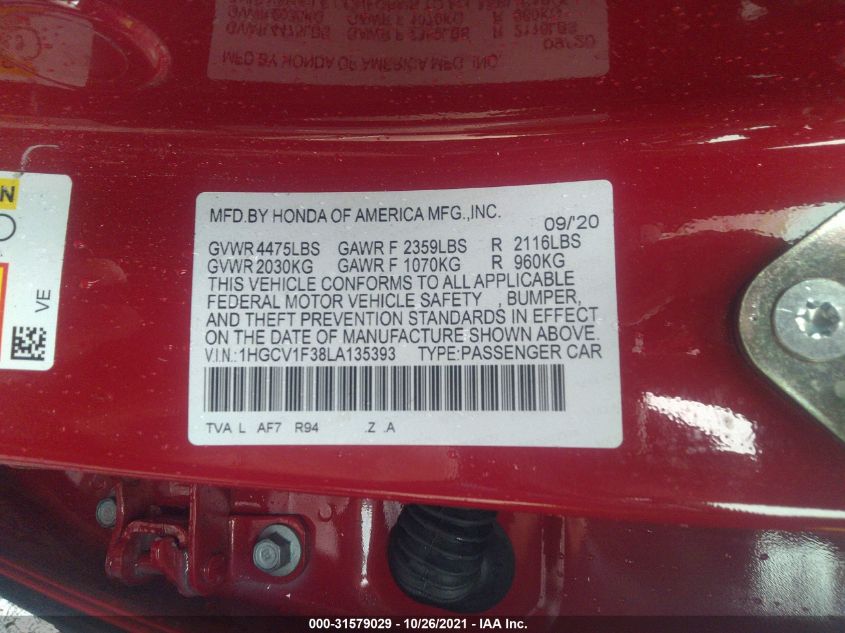 MFD.BY HONDA OF AMERICA MFG.,INC.
09/'20
GVWR 4475LBS GAWR F 2359LBS R 2116LBS
GVWR 2030KG GAWR F 1070KG R 960KG
THIS VEHICLE CONFORMS TO ALL APPLICABLE
FEDERAL MOTOR VEHICLE SAFETY , BUMPER,
AND THEFT PREVENTION STANDARDS IN EFFECT
ON THE DATE OF MANUFACTURE SHOWN ABOVE.
V.I.N.:1HGCV1F38LA135393 TYPE:PASSENGER CAR
TVA L AF7 R94 .Z .A
VE
000-31579029 - 10/26/2021 - IAA Inc.